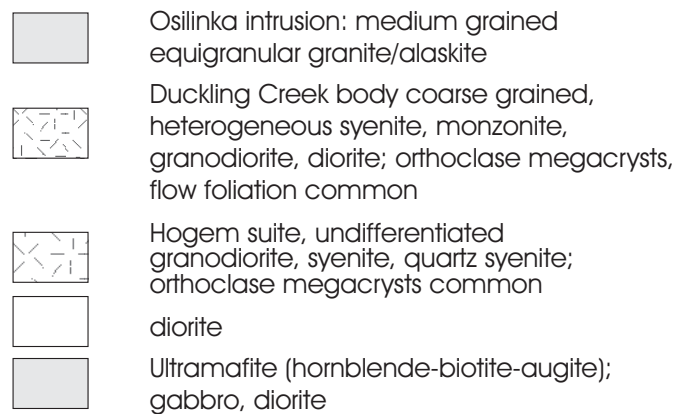 Osilinka intrusion: medium grained
equigranular granite/alaskite
Duckling Creek body coarse grained,
heterogeneous syenite, monzonite,
granodiorite, diorite; orthoclase megacrysts,
flow foliation common
Hogem suite, undifferentiated
granodiorite, syenite, quartz syenite;
orthoclase megacrysts common
diorite
Ultramafite (hornblende-biotite-augite);
gabbro, diorite